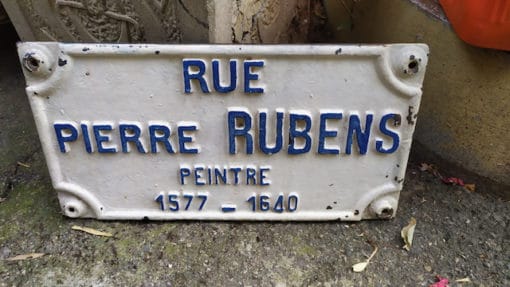 RUE
PIERRE RUBENS
PEINTRE
1577 - 1640